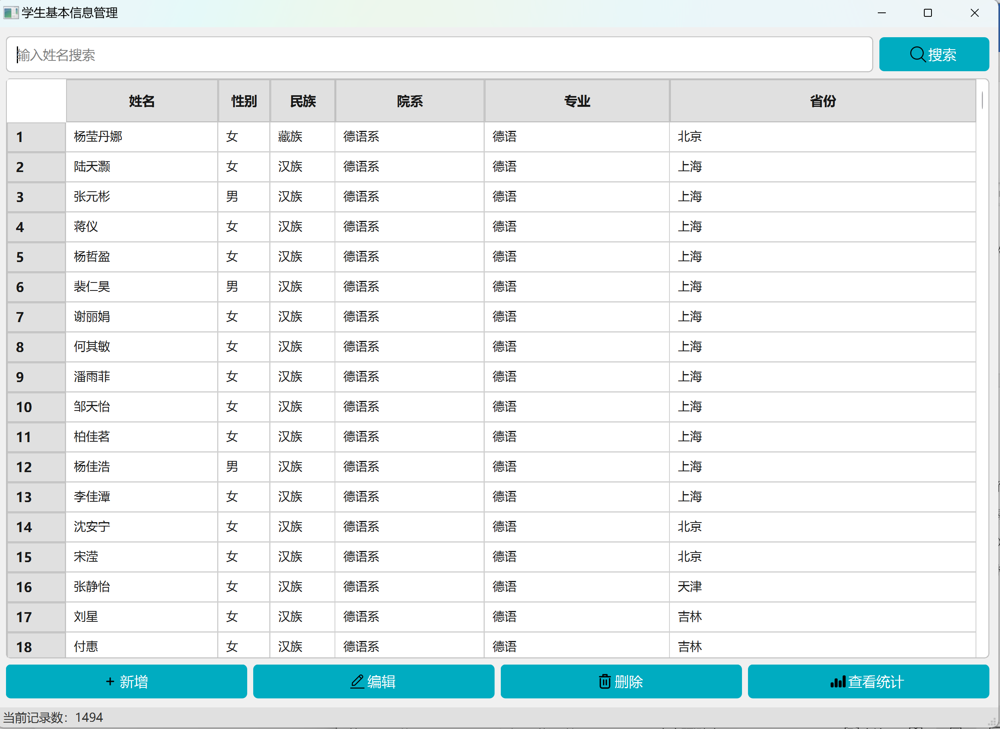 学生基本信息管理
输入姓名搜索 搜索
姓名 性别 民族 院系 专业 省份
1 杨莹丹娜 女 藏族 德语系 德语 北京
2 陆天灏 女 汉族 德语系 德语 上海
3 张元彬 男 汉族 德语系 德语 上海
4 蒋仪 女 汉族 德语系 德语 上海
5 杨哲盈 女 汉族 德语系 德语 上海
6 裴仁昊 男 汉族 德语系 德语 上海
7 谢丽娟 女 汉族 德语系 德语 上海
8 何其敏 女 汉族 德语系 德语 上海
9 潘雨菲 女 汉族 德语系 德语 上海
10 邹天怡 女 汉族 德语系 德语 上海
11 柏佳茗 女 汉族 德语系 德语 上海
12 杨佳浩 男 汉族 德语系 德语 上海
13 李佳潭 女 汉族 德语系 德语 上海
14 沈安宁 女 汉族 德语系 德语 北京
15 宋滢 女 汉族 德语系 德语 北京
16 张静怡 女 汉族 德语系 德语 天津
17 刘星 女 汉族 德语系 德语 吉林
18 付惠 女 汉族 德语系 德语 吉林
+ 新增 编辑 删除 查看统计
当前记录数：1494